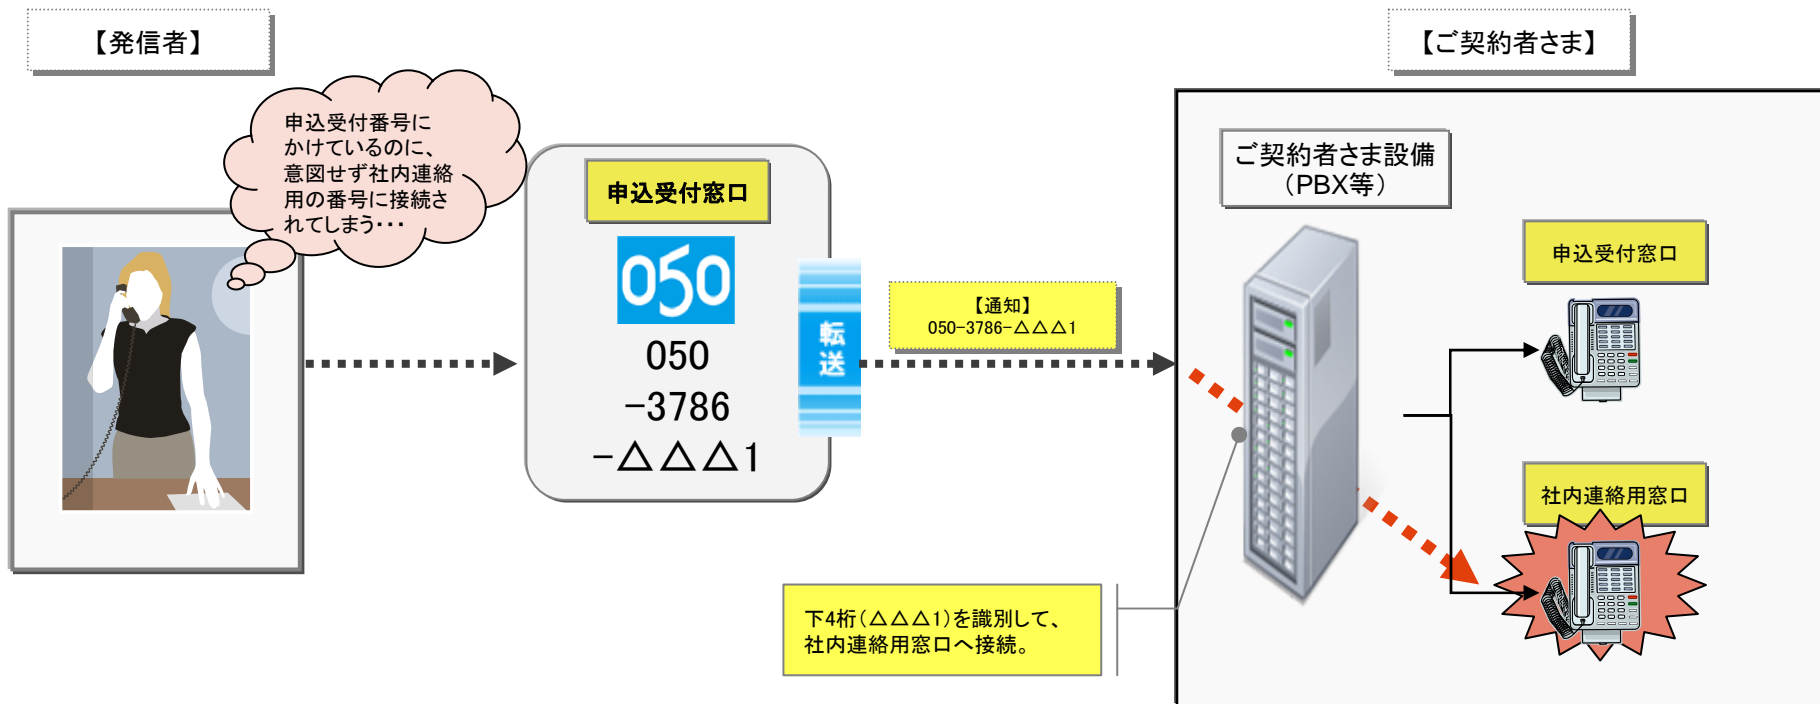 【発信者】
【ご契約者さま】
申込受付番号に
かけているのに、
意図せず社内連絡
用の番号に接続さ
れてしまう・・・
申込受付窓口
050
050
-3786
-△△△1
転
送
【通知】
050-3786-△△△1
ご契約者さま設備
（PBX等）
申込受付窓口
社内連絡用窓口
下4桁（△△△1）を識別して、
社内連絡用窓口へ接続。